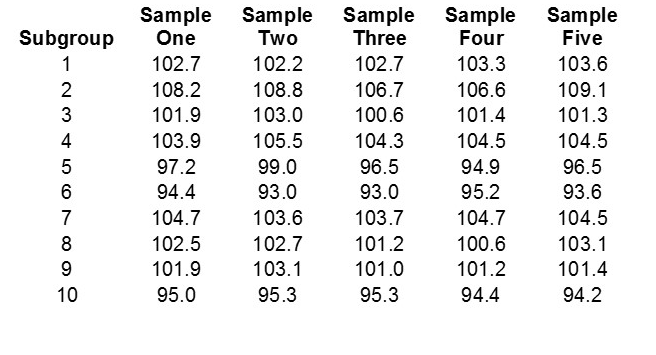 Sample Sample Sample Sample Sample
Subgroup One Two Three Four Five
1 102.7 102.2 102.7 103.3 103.6
2 108.2 108.8 106.7 106.6 109.1
3 101.9 103.0 100.6 101.4 101.3
4 103.9 105.5 104.3 104.5 104.5
5 97.2 99.0 96.5 94.9 96.5
6 94.4 93.0 93.0 95.2 93.6
7 104.7 103.6 103.7 104.7 104.5
8 102.5 102.7 101.2 100.6 103.1
9 101.9 103.1 101.0 101.2 101.4
10 95.0 95.3 95.3 94.4 94.2